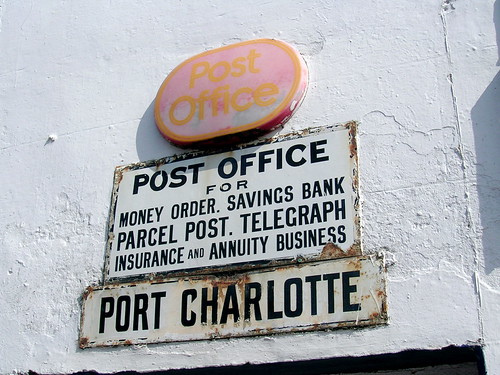 Post
Office
POST OFFICE
FOR
MONEY ORDER. SAVINGS BANK
PARCEL POST. TELEGRAPH
INSURANCE AND ANNUITY BUSINESS
PORT CHARLOTTE